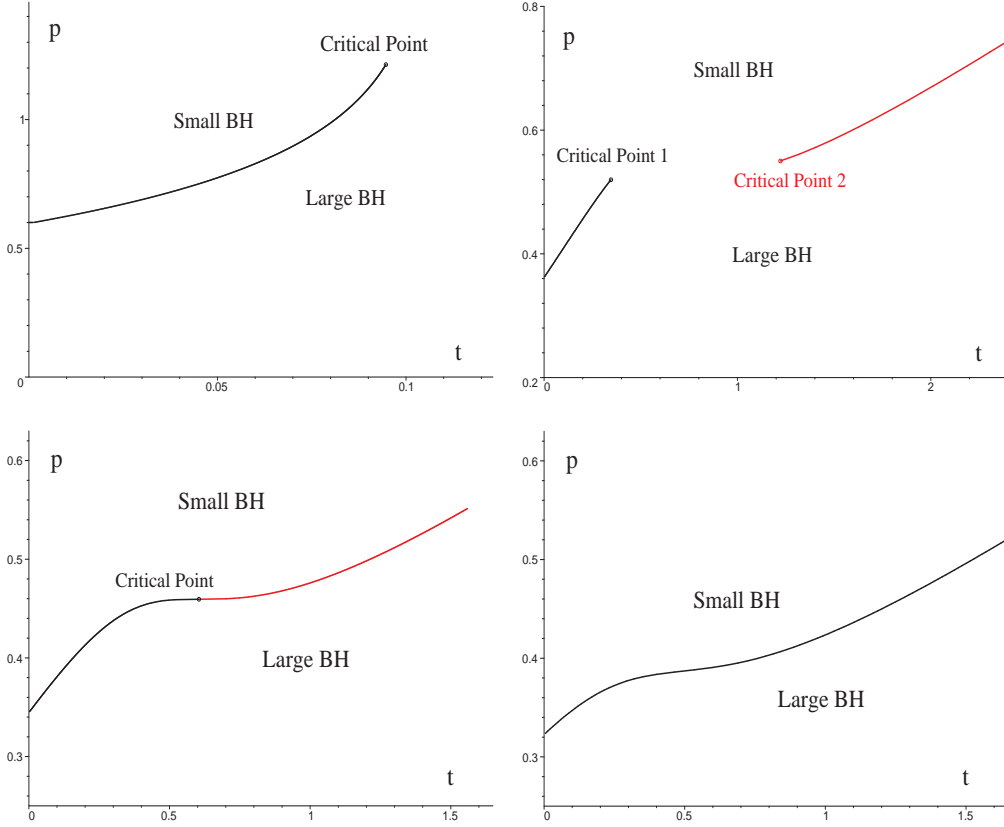 p
Critical Point
Small BH
1
Large BH
0.5
t
0
0.05
0.1
0.8
p
Small BH
0.6
Critical Point 1
Critical Point 2
0.4
Large BH
t
0.2
0
1
2
0.6
p
Small BH
0.5
Critical Point
0.4
Large BH
0.3
t
0
0.5
1
1.5
0.6
p
0.5
Small BH
0.4
Large BH
0.3
t
0
0.5
1
1.5